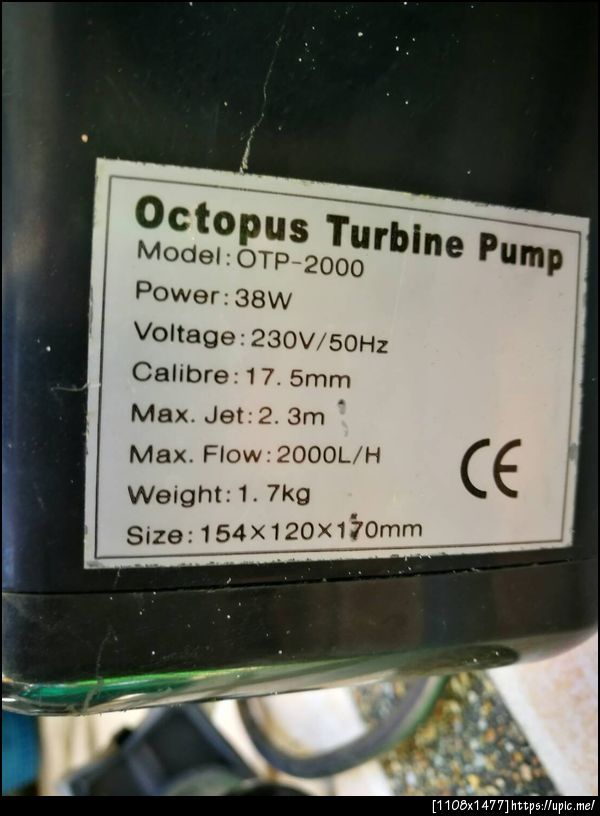 Octopus Turbine Pump
Model:OTP-2000
Power:38W
Voltage:230V/50Hz
Calibre:17.5mm
Max. Jet:2.3m
Max. Flow:2000L/H
Weight:1.7kg
Size:154×120×170mm
CE
[1108x1477]https://upic.me/